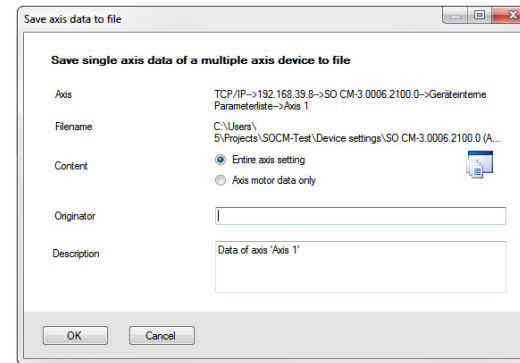 Save axis data to file
Save single axis data of a multiple axis device to file
Axis
TCP/IP-->192.168.39.8-->SO CM-3.0006.2100.0-->Geräteinterne
Parameterliste-->Axis 1
Filename
C:\Users\
5\Projects\SOCM-Test\Device settings\SO CM-3.0006.2100.0 (A...
Content
Entire axis setting
Axis motor data only
Originator
Description
Data of axis 'Axis 1'
OK
Cancel